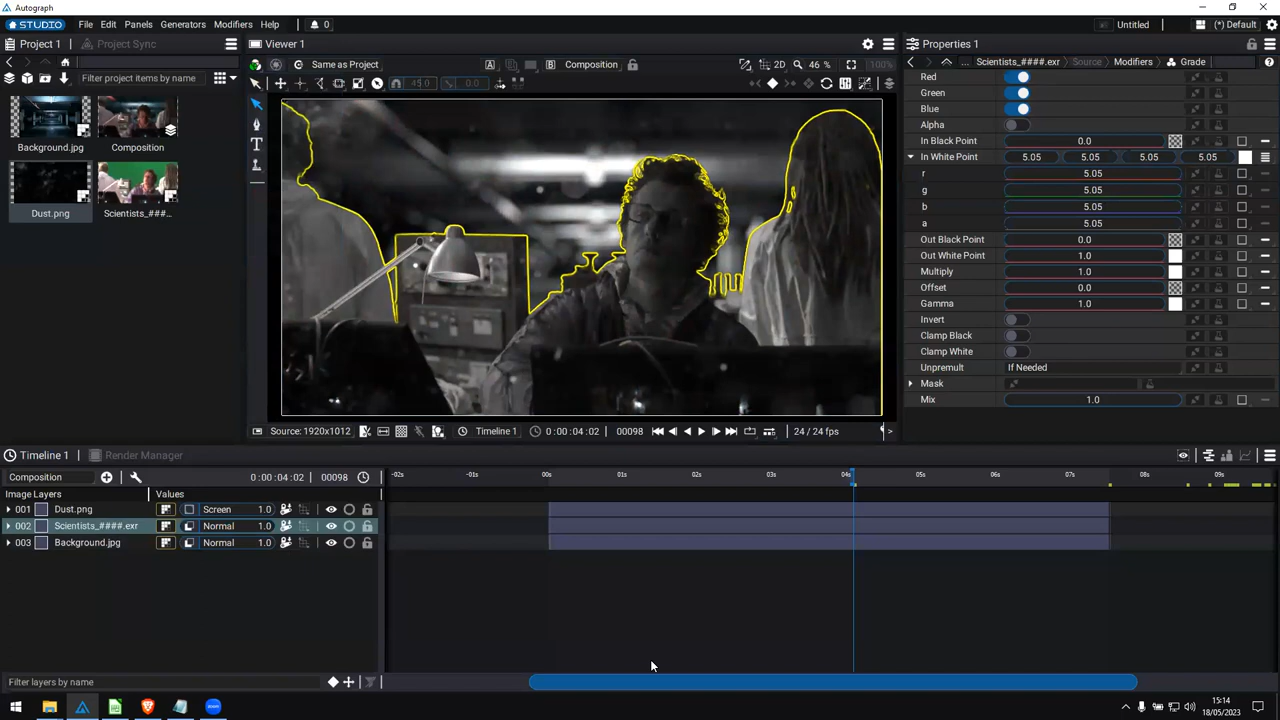 Autograph
STUDIO File Edit Panels Generators Modifiers Help 0 Untitled (*) Default
Project 1 Project Sync Viewer 1 Properties 1
Same as Project A B Composition 2D 46 % 100%
... Scientists_####.exr Source Modifiers Grade
Filter project items by name
45.0 0.0
Red
Green
Blue
Alpha
In Black Point 0.0
In White Point 5.05 5.05 5.05 5.05
r 5.05
g 5.05
b 5.05
a 5.05
Out Black Point 0.0
Out White Point 1.0
Multiply 1.0
Offset 0.0
Gamma 1.0
Invert
Clamp Black
Clamp White
Unpremult If Needed
Mask
Mix 1.0
Background.jpg Composition
Dust.png Scientists_###...
Source: 1920x1012 Timeline 1 0:00:04:02 00098 24 / 24 fps
Timeline 1 Render Manager
Composition 0:00:04:02 00098
-02s -01s 00s 01s 02s 03s 05s 06s 07s 08s 09s
Image Layers Values
001 Dust.png Screen 1.0
002 Scientists_####.exr Normal 1.0
003 Background.jpg Normal 1.0
Filter layers by name
15:14
18/05/2023